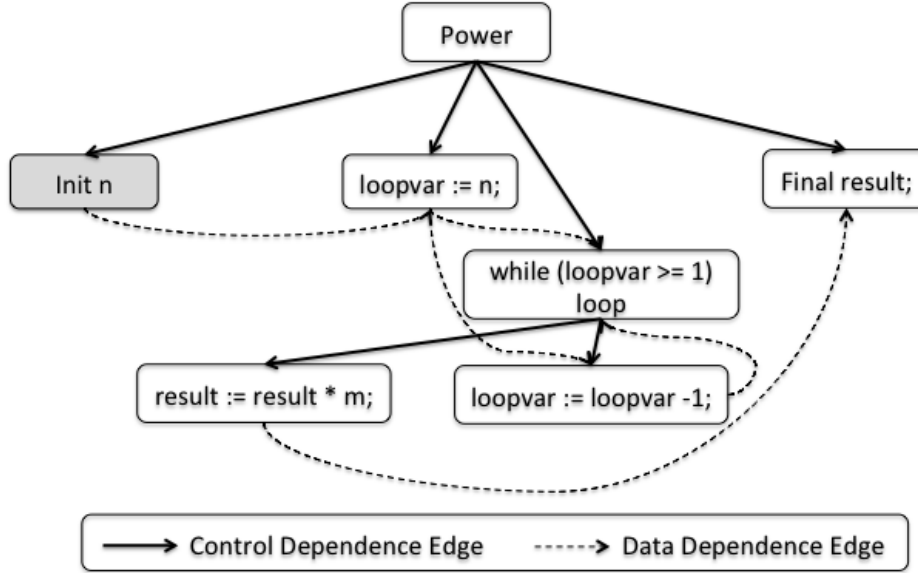 Power
Init n
loopvar := n;
Final result;
while (loopvar >= 1)
loop
result := result * m;
loopvar := loopvar -1;
Control Dependence Edge
Data Dependence Edge